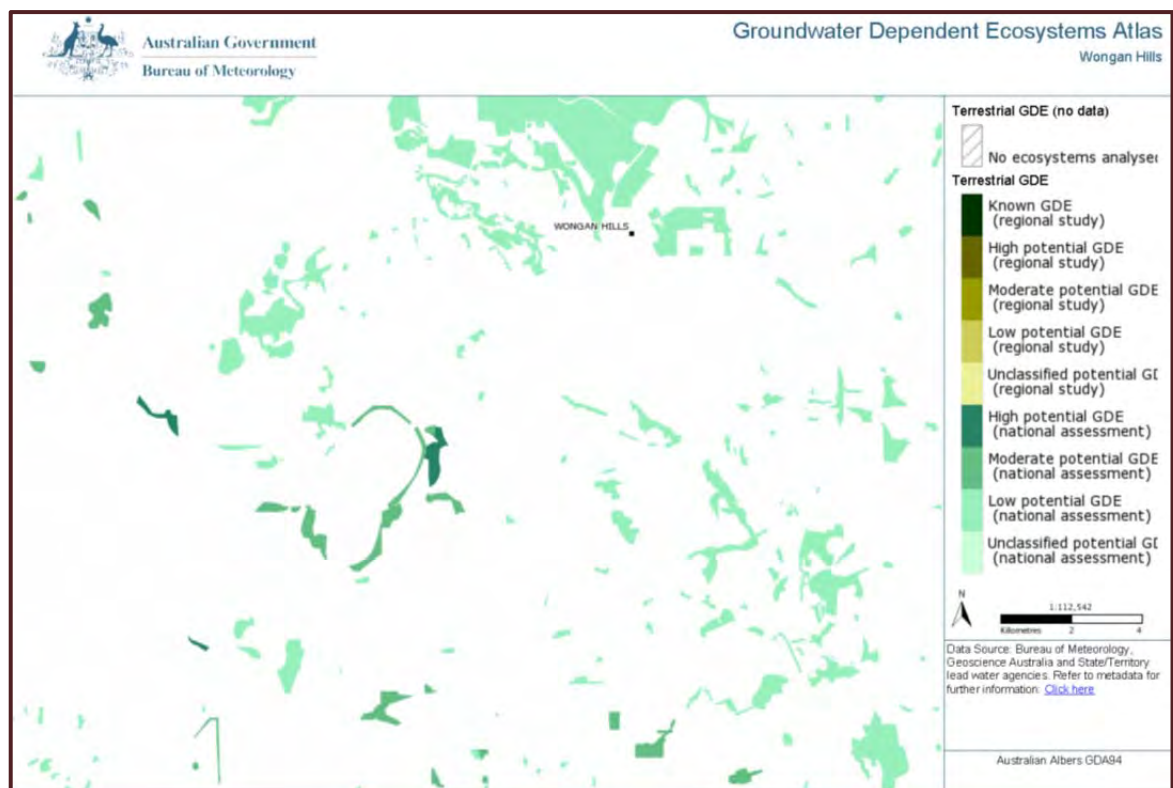 Australian Government
Bureau of Meteorology
Groundwater Dependent Ecosystems Atlas
Wongan Hills
WONGAN HILLS
Terrestrial GDE (no data)
No ecosystems analysed
Terrestrial GDE
Known GDE
(regional study)
High potential GDE
(regional study)
Moderate potential GDE
(regional study)
Low potential GDE
(regional study)
Unclassified potential GD
(regional study)
High potential GDE
(national assessment)
Moderate potential GDE
(national assessment)
Low potential GDE
(national assessment)
Unclassified potential GD
(national assessment)
N
1:112,542
Kilometres 2 4
Data Source: Bureau of Meteorology,
Geoscience Australia and State/Territory
lead water agencies. Refer to metadata for
further information. Click here
Australian Albers GDA94